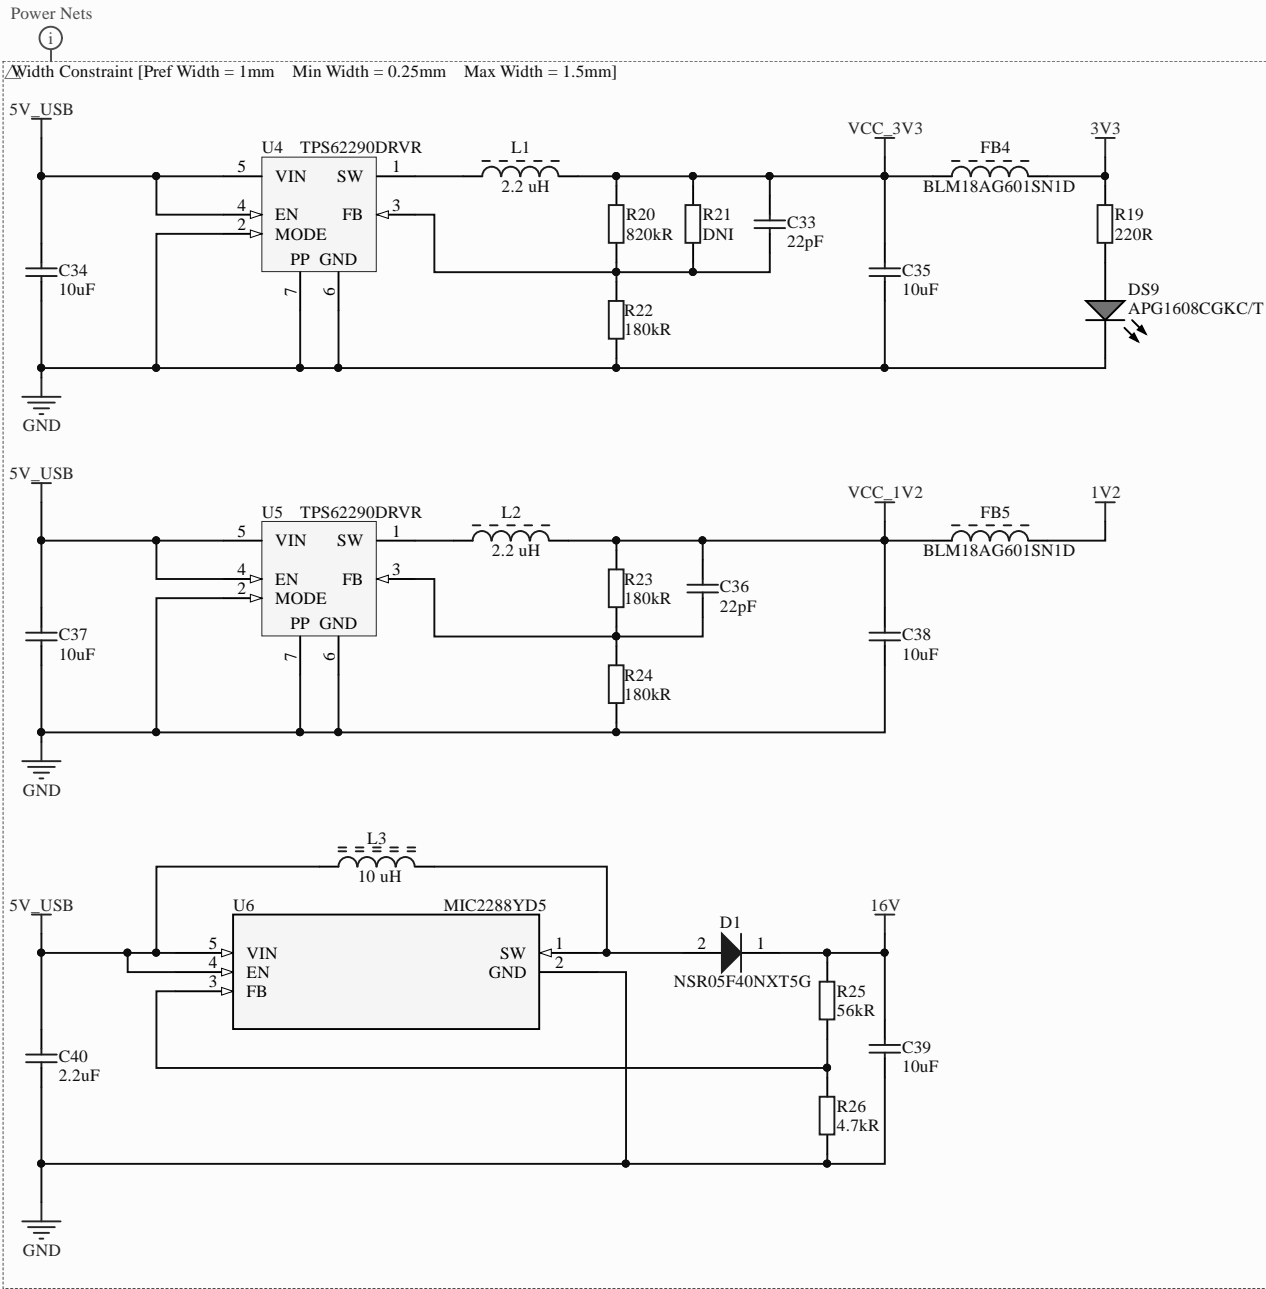 Power Nets
i
Width Constraint [Pref Width = 1mm Min Width = 0.25mm Max Width = 1.5mm]
5V_USB
VCC_3V3
3V3
U4 TPS62290DRVR
L1
FB4
5 VIN SW 1
2.2 uH
BLM18AG601SN1D
4 EN FB 3
2 MODE
R20
820kR
R21
DNI
C33
22pF
R19
220R
PP GND
7 6
C34
10uF
C35
10uF
R22
180kR
DS9
APG1608CGKC/T
GND
5V_USB
VCC_1V2
1V2
U5 TPS62290DRVR
L2
FB5
5 VIN SW 1
2.2 uH
BLM18AG601SN1D
4 EN FB 3
2 MODE
R23
180kR
C36
22pF
PP GND
7 6
C37
10uF
C38
10uF
R24
180kR
GND
L3
10 uH
5V_USB
U6 MIC2288YD5
16V
D1
5 VIN SW 1
2 1
4 EN GND 2
NSR05F40NXT5G
3 FB
R25
56kR
C40
2.2uF
C39
10uF
R26
4.7kR
GND